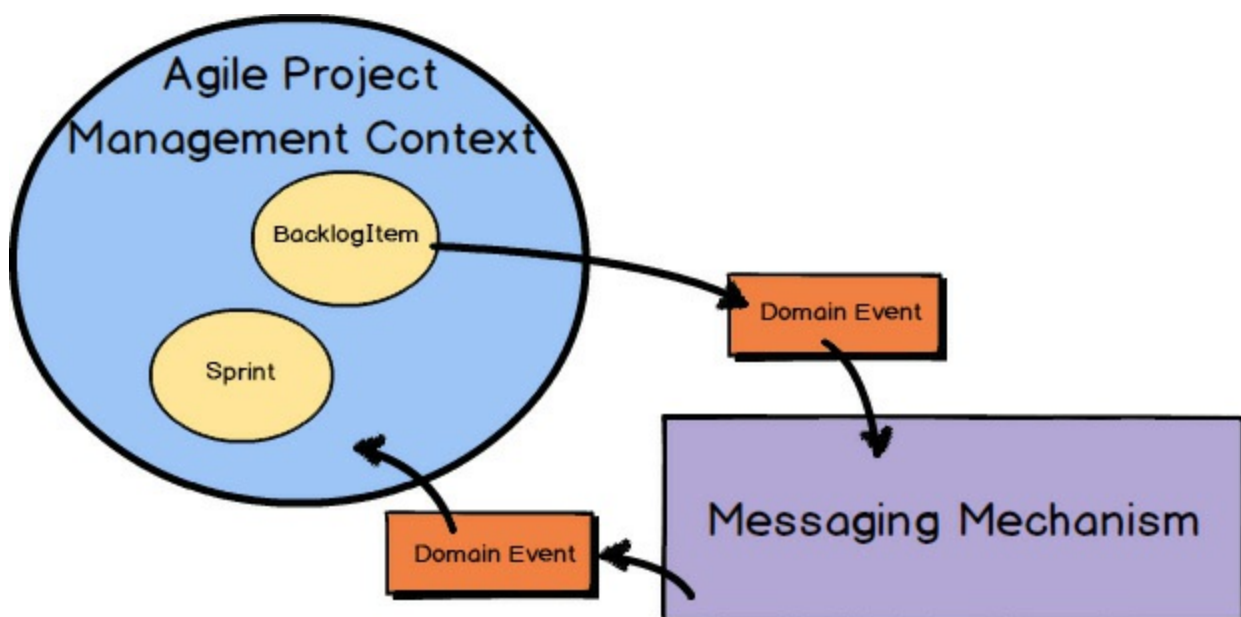 Agile Project
Management Context
BacklogItem
Domain Event
Sprint
Messaging Mechanism
Domain Event